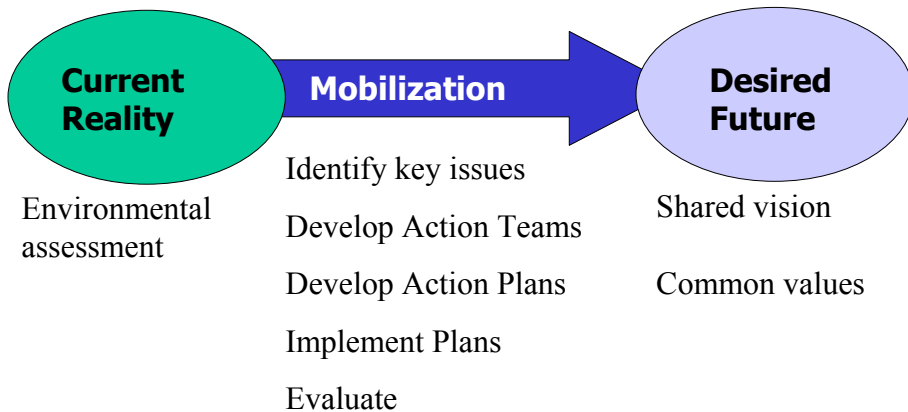 Current
Reality
Environmental
assessment
Mobilization
Identify key issues
Develop Action Teams
Develop Action Plans
Implement Plans
Evaluate
Desired
Future
Shared vision
Common values